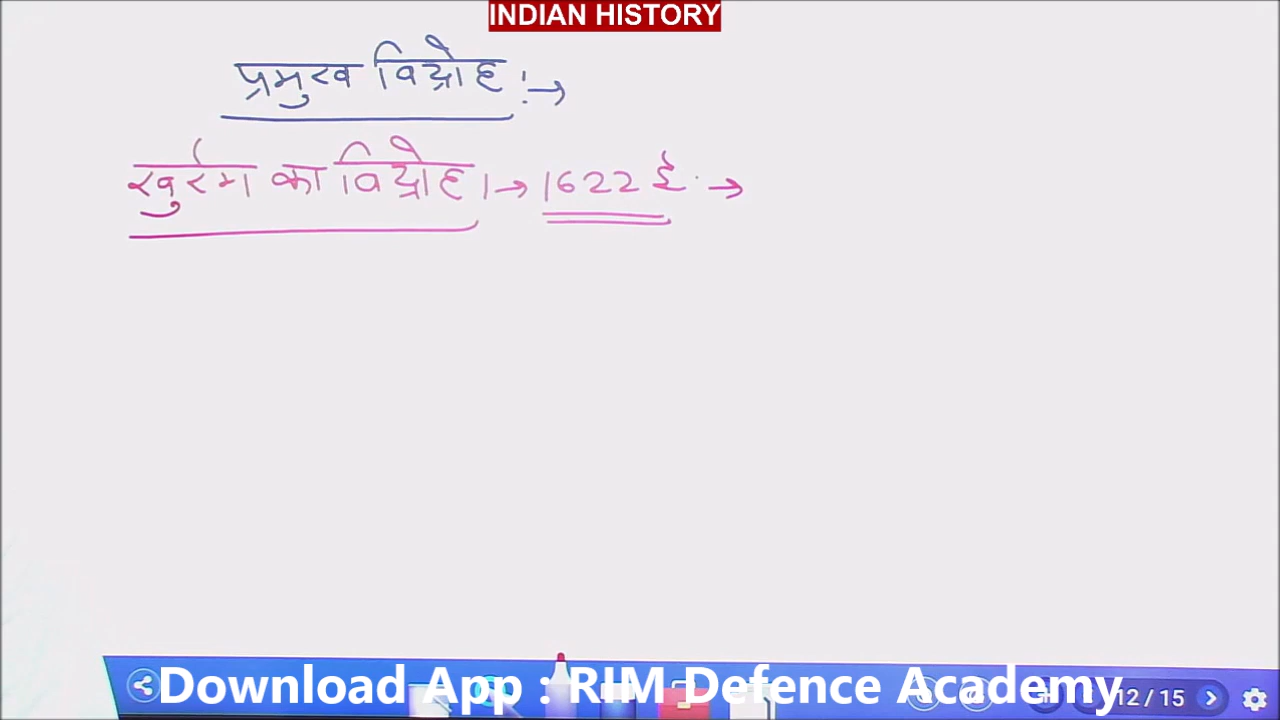 INDIAN HISTORY
प्रमुख विद्रोह :→
खुर्रम का विद्रोह।→ 1622 ई. →
Download App : RIM Defence Academy
12 / 15